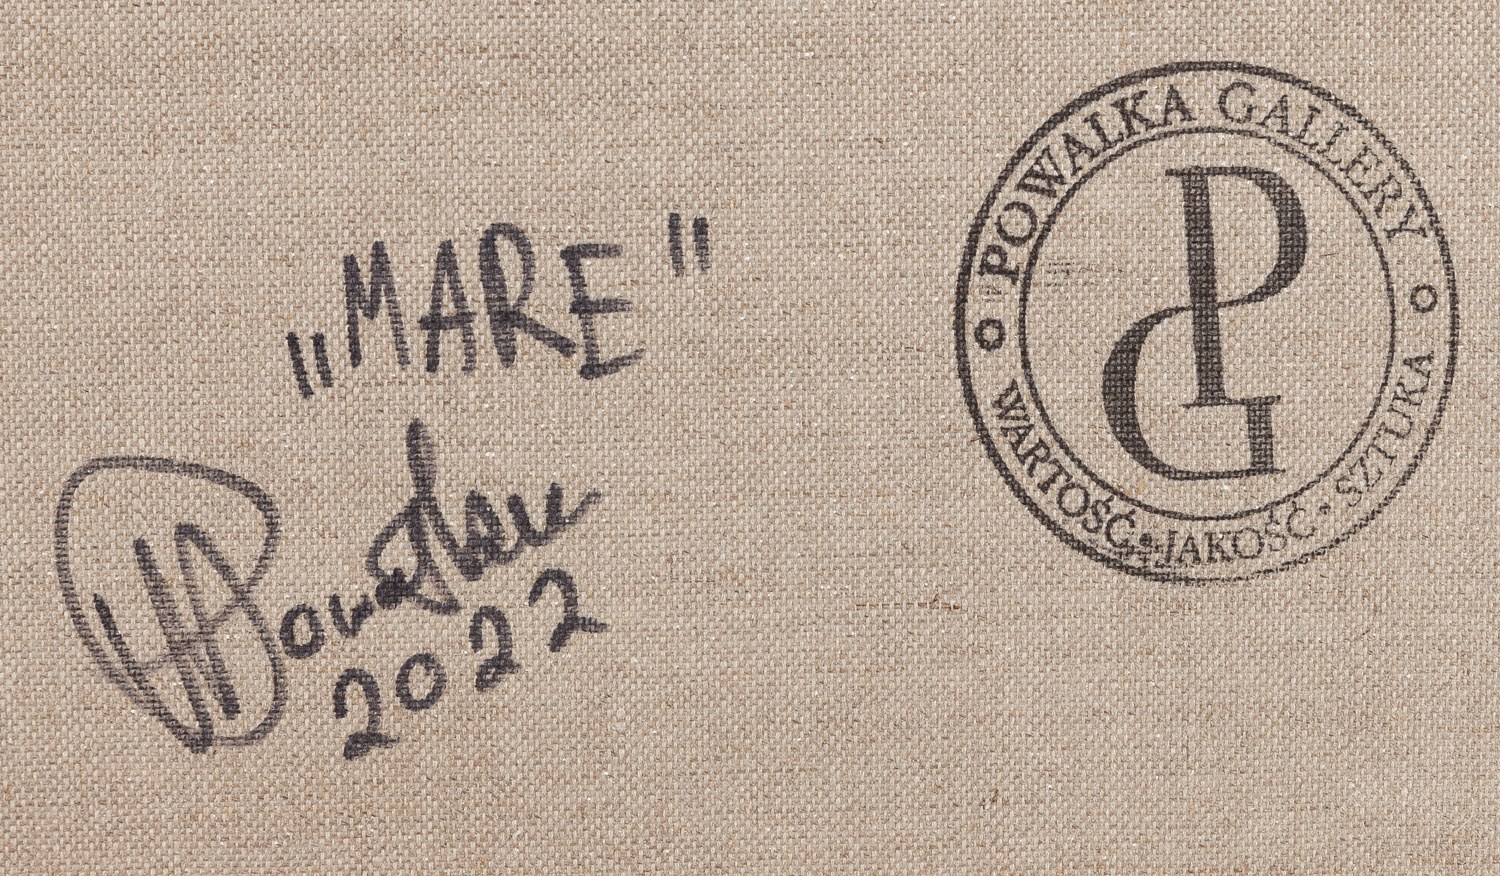 „MARE"
2022
POWALKA GALLERY
WARTOŚĆ • JAKOŚĆ • SZTUKA
PG